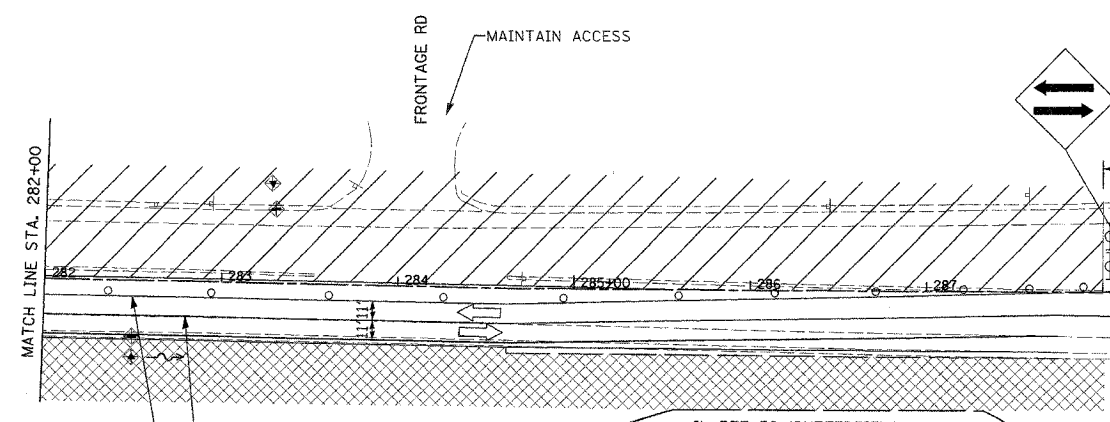 FRONTAGE RD
MAINTAIN ACCESS
MATCH LINE STA. 282+00
282
283
284
285+00
286
287
11'
11'